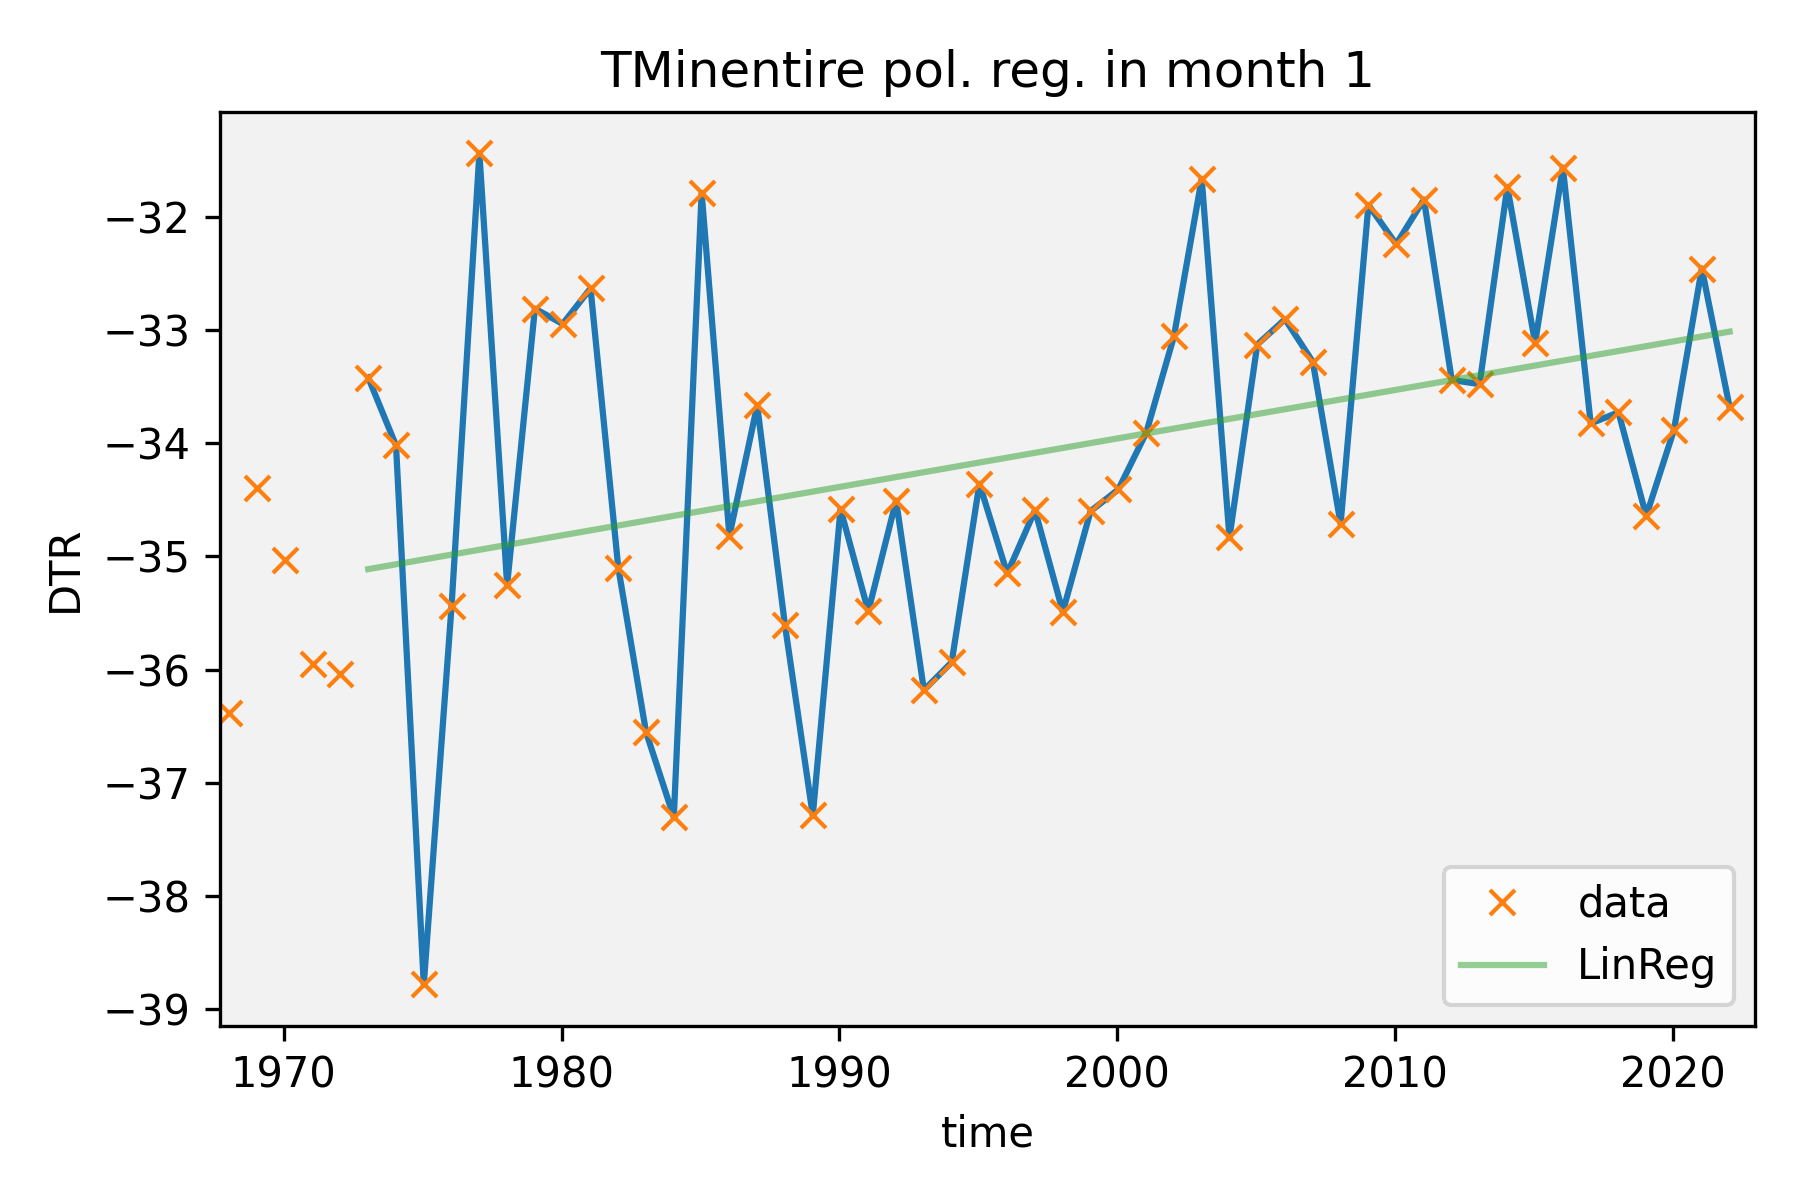 TMinentire pol. reg. in month 1
DTR
−32
−33
−34
−35
−36
−37
−38
−39
1970 1980 1990 2000 2010 2020
time
data
LinReg